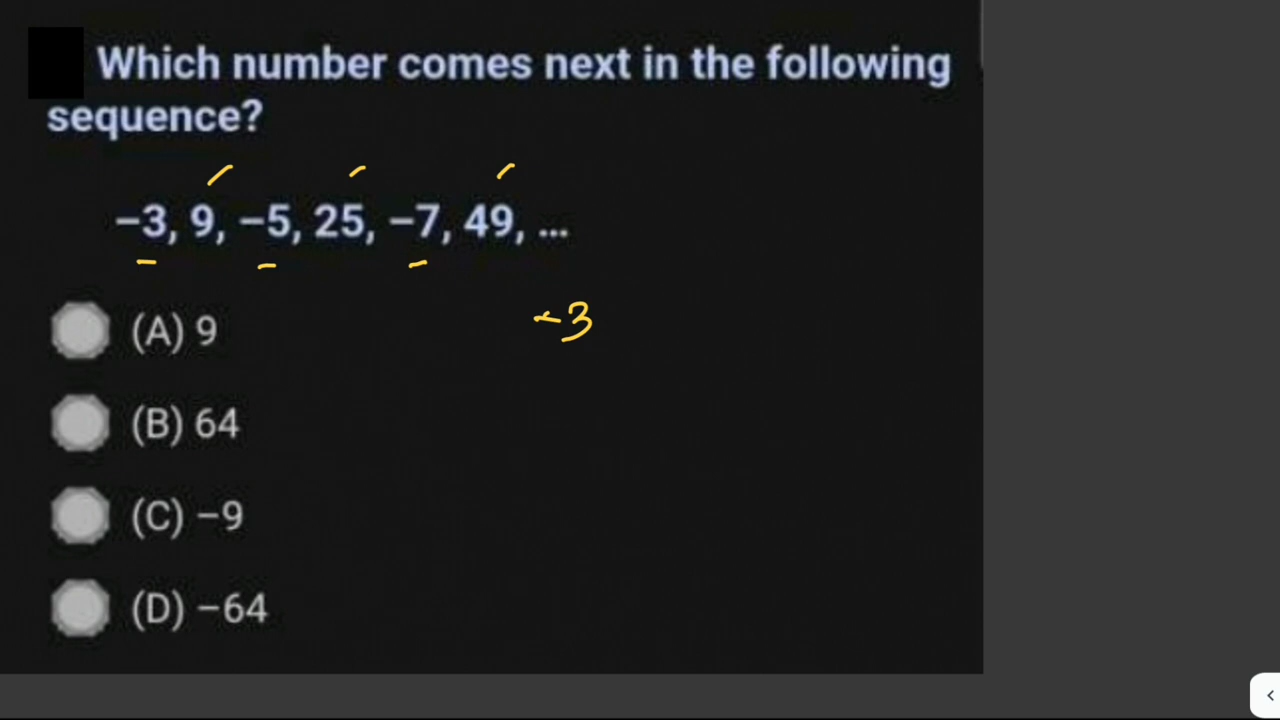 Which number comes next in the following
sequence?
−3, 9, −5, 25, −7, 49, ...
-3
(A) 9
(B) 64
(C) −9
(D) −64